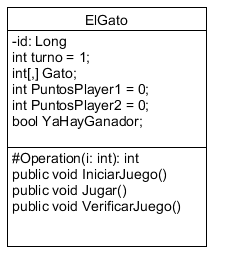 ElGato
-id: Long
int turno = 1;
int[,] Gato;
int PuntosPlayer1 = 0;
int PuntosPlayer2 = 0;
bool YaHayGanador;
#Operation(i: int): int
public void IniciarJuego()
public void Jugar()
public void VerificarJuego()